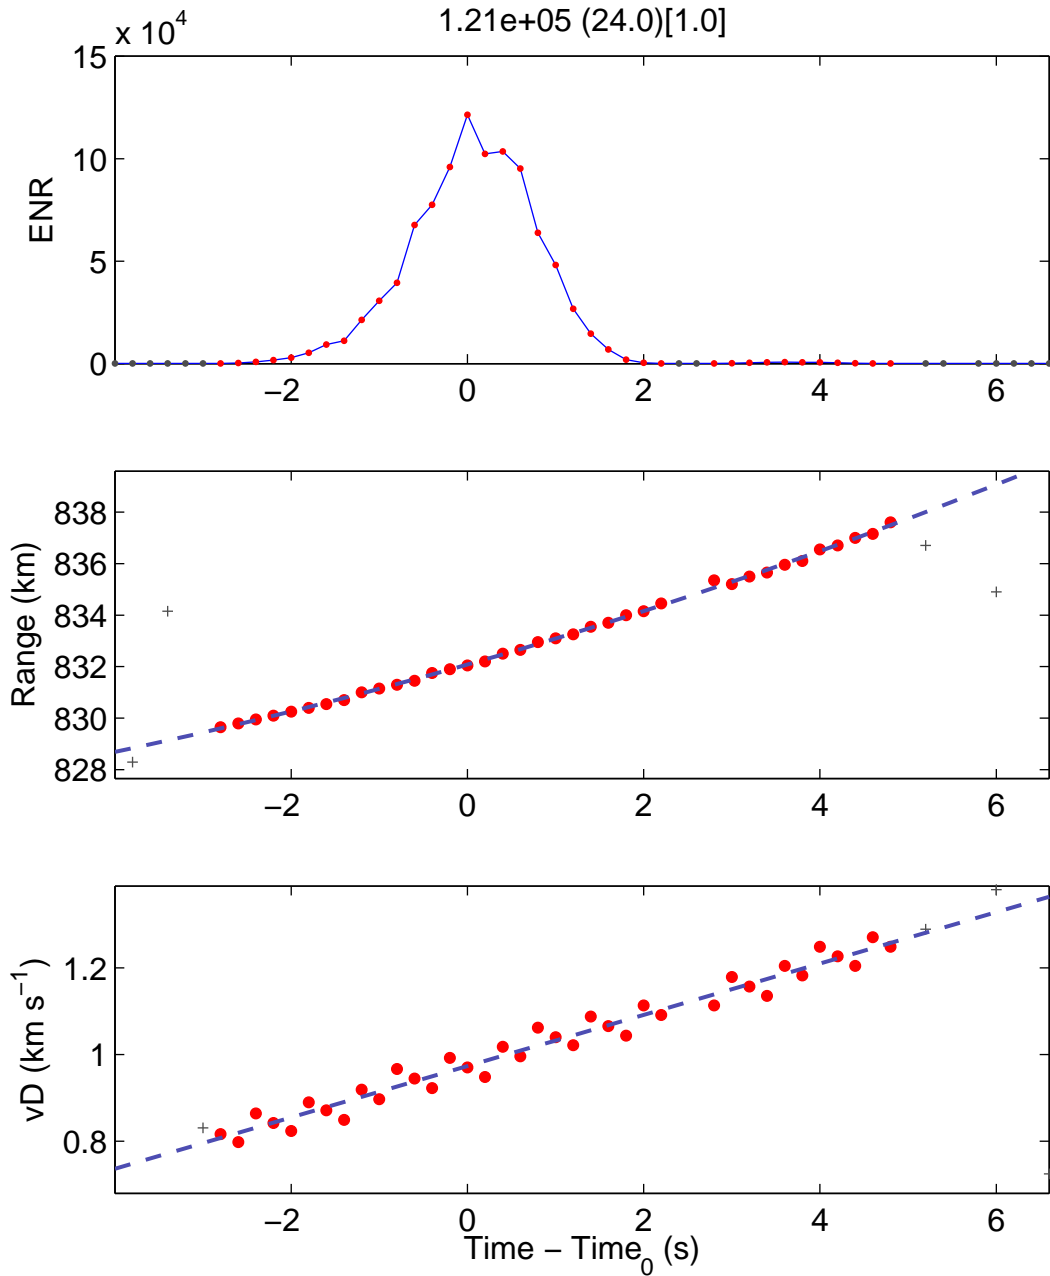 1.21e+05 (24.0)[1.0]
x 10^4
15
10
5
0
ENR
−2 0 2 4 6
838
836
834
832
830
828
Range (km)
−2 0 2 4 6
1.2
1
0.8
vD (km s^−1)
−2 0 2 4 6
Time − Time_0 (s)